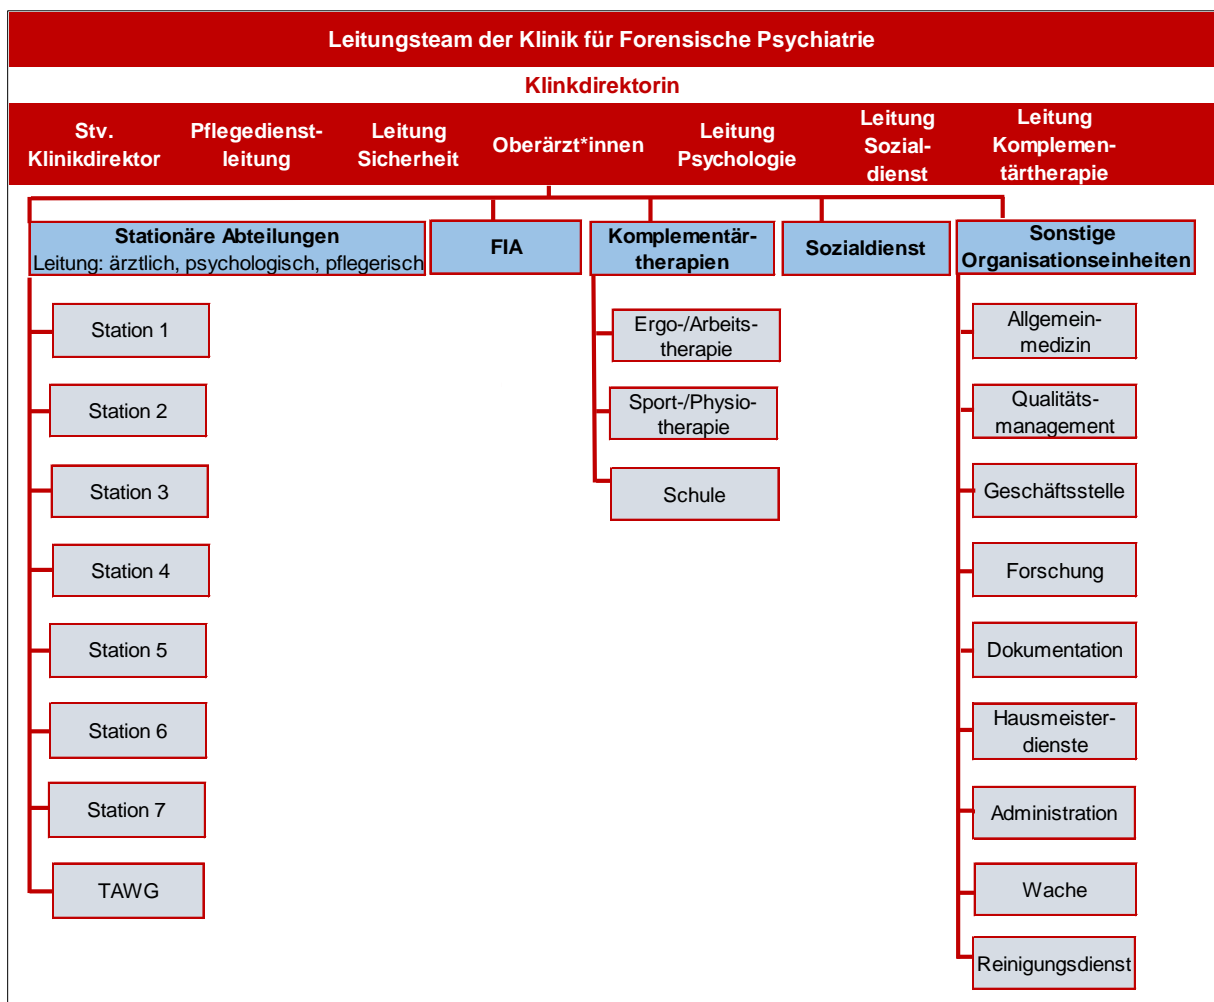 Leitungsteam der Klinik für Forensische Psychiatrie
Klinkdirektorin
Stv.
Klinikdirektor
Pflegedienst-
leitung
Leitung
Sicherheit
Oberärzt*innen
Leitung
Psychologie
Leitung
Sozial-
dienst
Leitung
Komplemen-
tärtherapie
Stationäre Abteilungen
Leitung: ärztlich, psychologisch, pflegerisch
FIA
Komplementär-
therapien
Sozialdienst
Sonstige
Organisationseinheiten
Station 1
Station 2
Station 3
Station 4
Station 5
Station 6
Station 7
TAWG
Ergo-/Arbeits-
therapie
Sport-/Physio-
therapie
Schule
Allgemein-
medizin
Qualitäts-
management
Geschäftsstelle
Forschung
Dokumentation
Hausmeister-
dienste
Administration
Wache
Reinigungsdienst